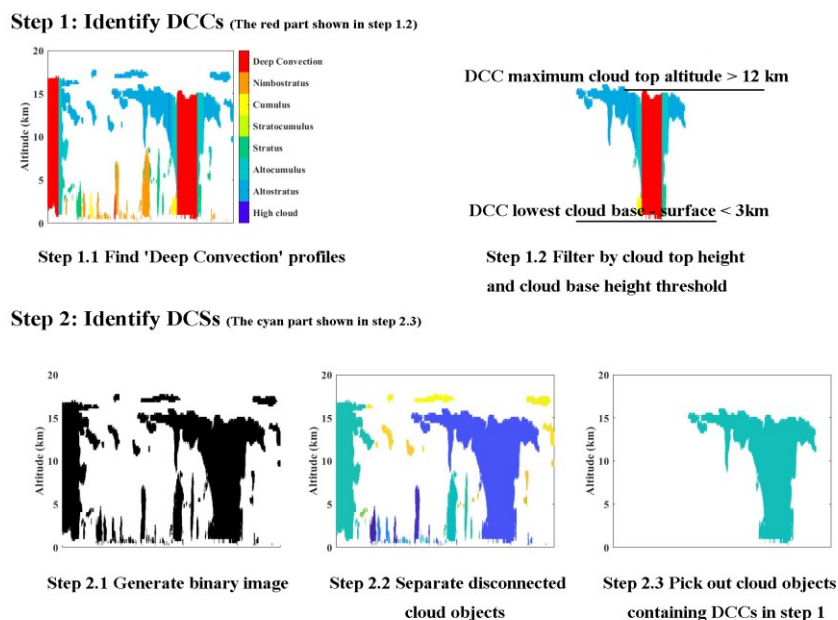 Step 1: Identify DCCs (The red part shown in step 1.2)
20
15
10
5
0
Altitude (km)
Deep Convection
Nimbostratus
Cumulus
Stratocumulus
Stratus
Altocumulus
Altostratus
High cloud
DCC maximum cloud top altitude > 12 km
DCC lowest cloud base - surface < 3km
Step 1.1 Find 'Deep Convection' profiles
Step 1.2 Filter by cloud top height
and cloud base height threshold
Step 2: Identify DCSs (The cyan part shown in step 2.3)
20
15
10
5
0
Altitude (km)
20
15
10
5
0
Altitude (km)
20
15
10
5
0
Altitude (km)
Step 2.1 Generate binary image
Step 2.2 Separate disconnected
cloud objects
Step 2.3 Pick out cloud objects
containing DCCs in step 1